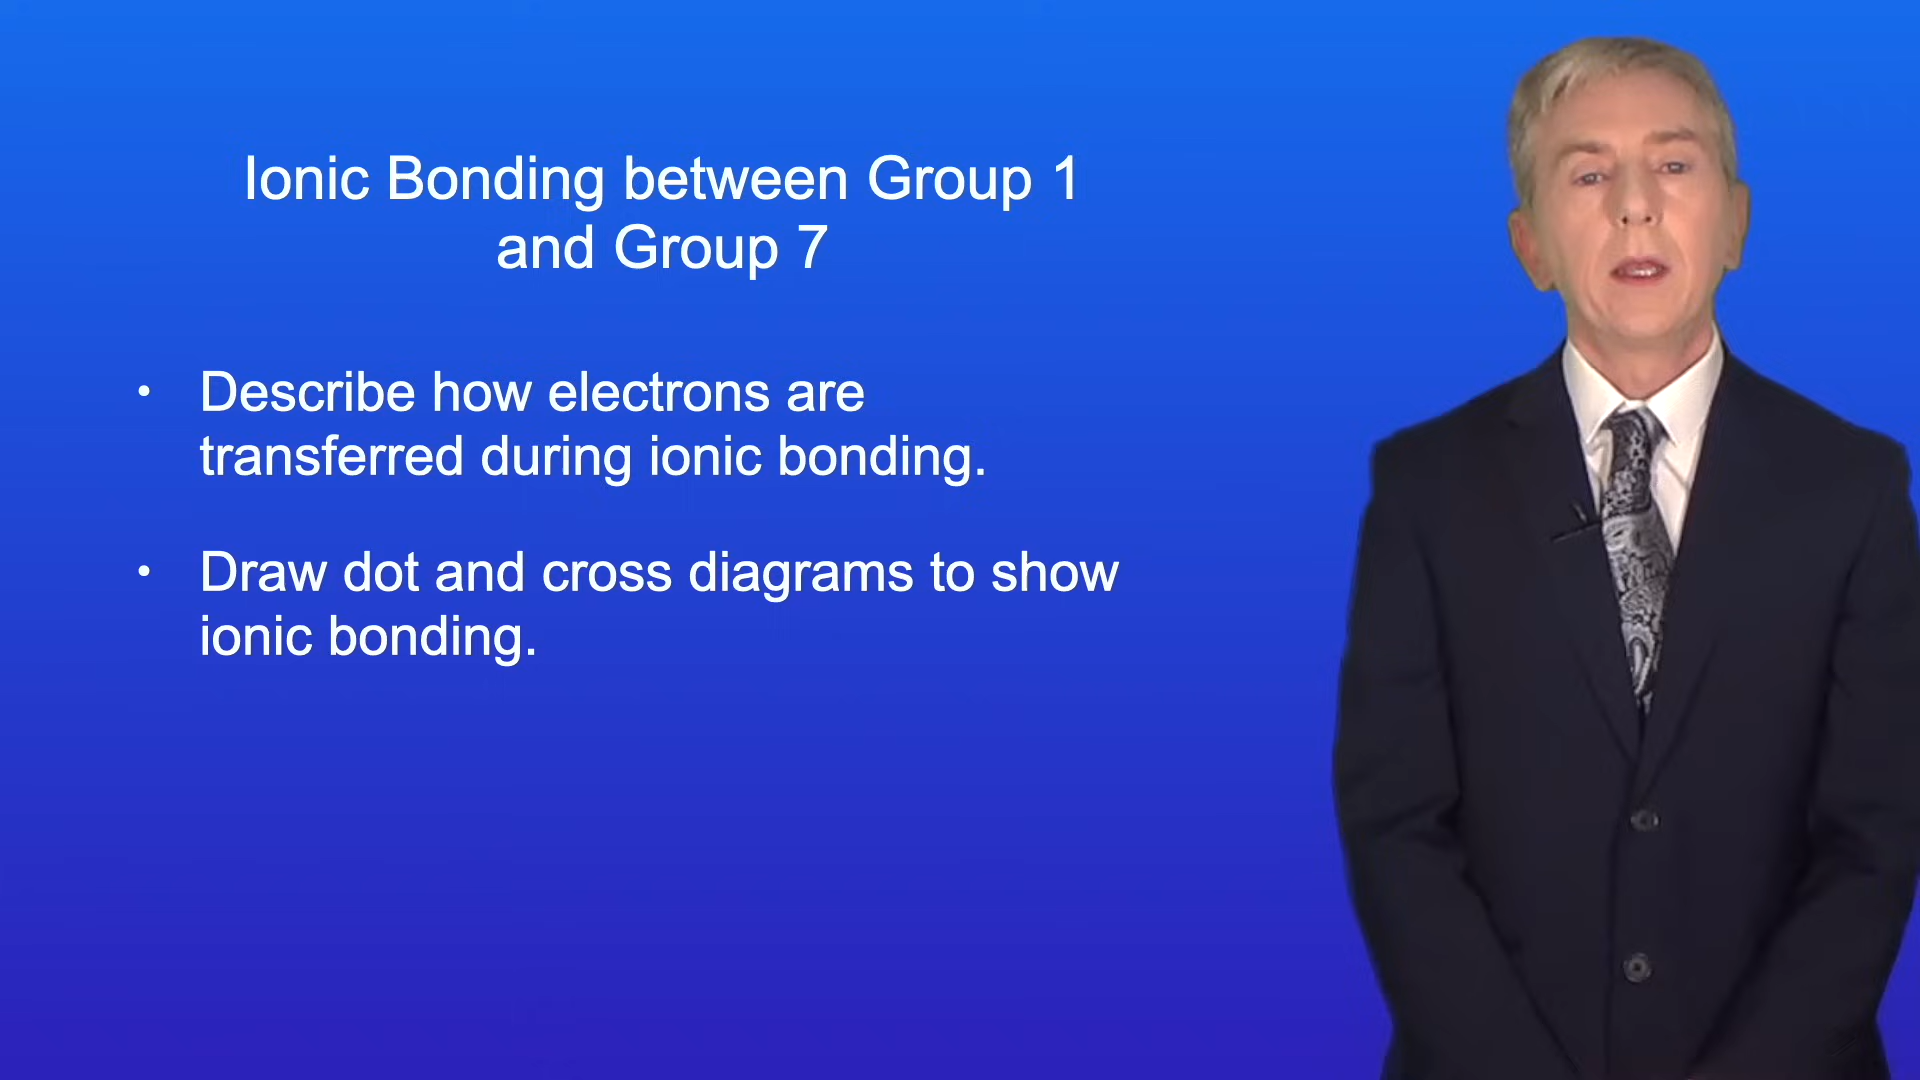 Ionic Bonding between Group 1
and Group 7
• Describe how electrons are
transferred during ionic bonding.
• Draw dot and cross diagrams to show
ionic bonding.